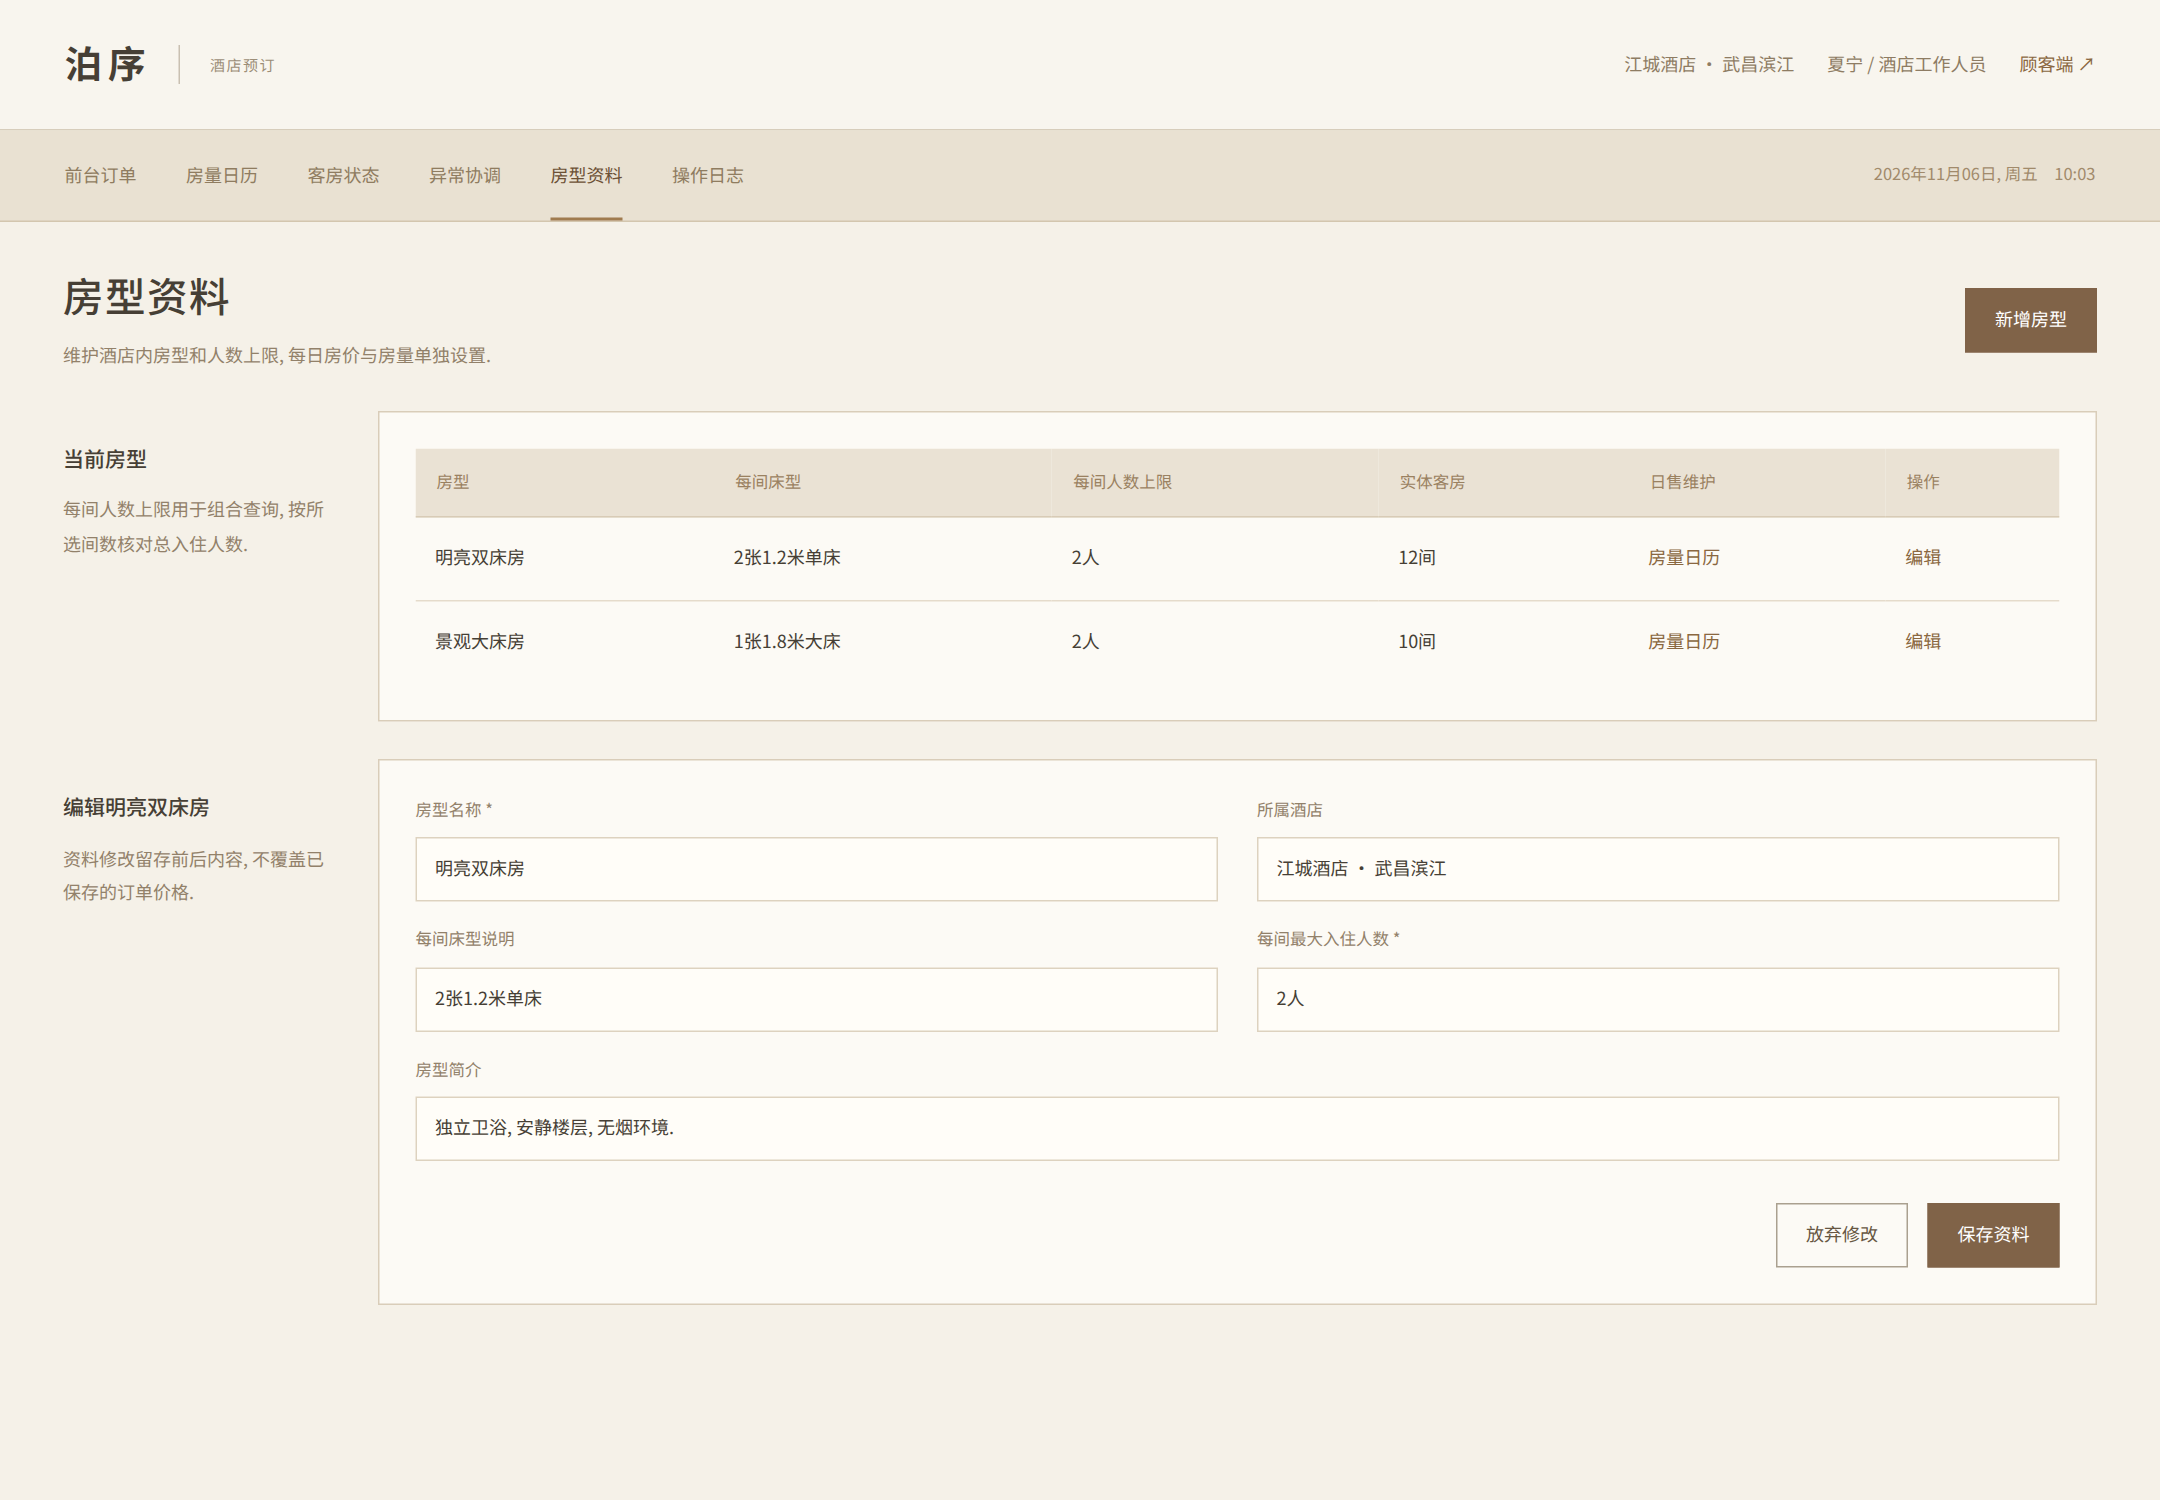 泊序
酒店预订
江城酒店 · 武昌滨江
夏宁 / 酒店工作人员
顾客端 ↗
前台订单
房量日历
客房状态
异常协调
房型资料
操作日志
2026年11月06日, 周五 10:03
房型资料
维护酒店内房型和人数上限, 每日房价与房量单独设置.
新增房型
当前房型
每间人数上限用于组合查询, 按所
选间数核对总入住人数.
房型 每间床型 每间人数上限 实体客房 日售维护 操作
明亮双床房 2张1.2米单床 2人 12间 房量日历 编辑
景观大床房 1张1.8米大床 2人 10间 房量日历 编辑
编辑明亮双床房
资料修改留存前后内容, 不覆盖已
保存的订单价格.
房型名称 *
明亮双床房
所属酒店
江城酒店 · 武昌滨江
每间床型说明
2张1.2米单床
每间最大入住人数 *
2人
房型简介
独立卫浴, 安静楼层, 无烟环境.
放弃修改
保存资料